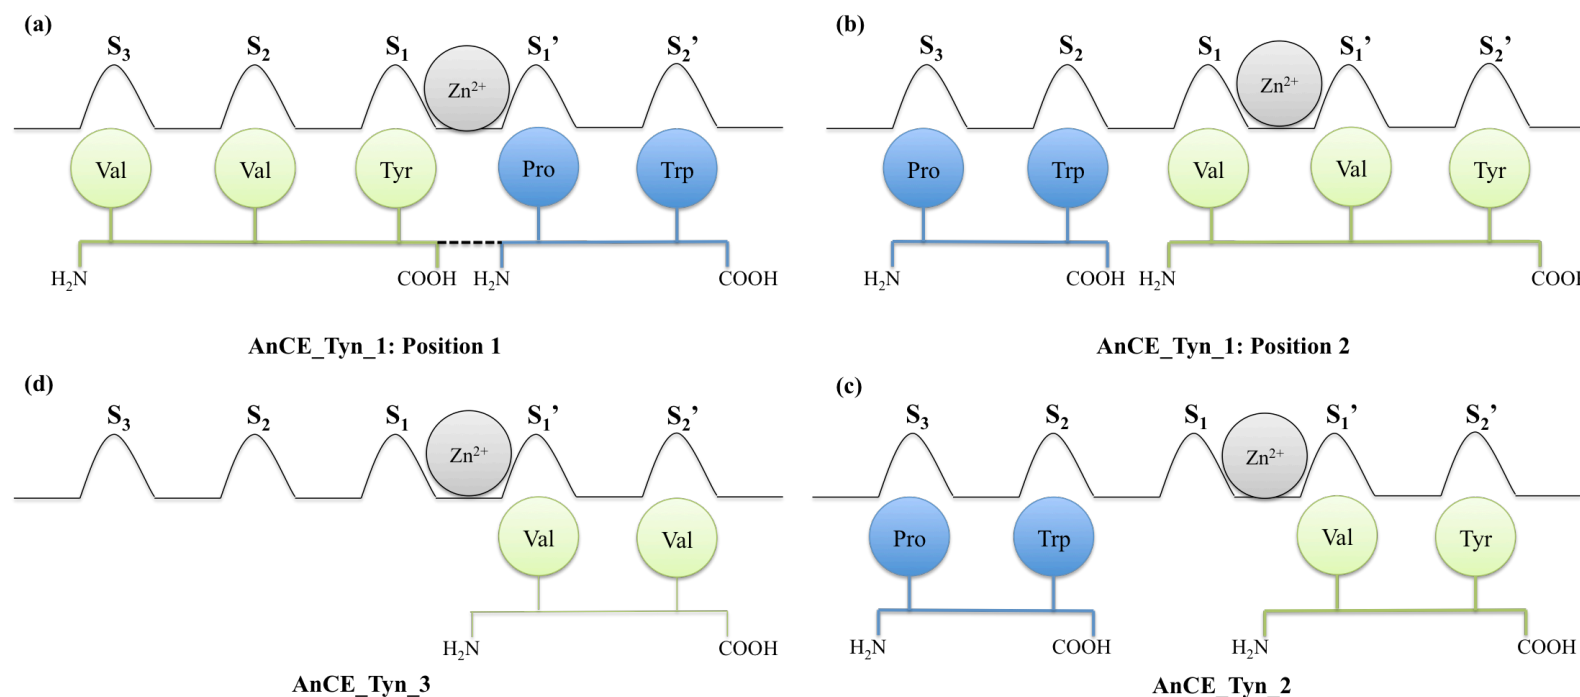 (a)
S3 S2 S1 Zn2+ S1’ S2’
Val Val Tyr Pro Trp
H2N COOH H2N COOH
AnCE_Tyn_1: Position 1
(b)
S3 S2 S1 Zn2+ S1’ S2’
Pro Trp Val Val Tyr
H2N COOH H2N COOH
AnCE_Tyn_1: Position 2
(d)
S3 S2 S1 Zn2+ S1’ S2’
Val Val
H2N COOH
AnCE_Tyn_3
(c)
S3 S2 S1 Zn2+ S1’ S2’
Pro Trp Val Tyr
H2N COOH H2N COOH
AnCE_Tyn_2